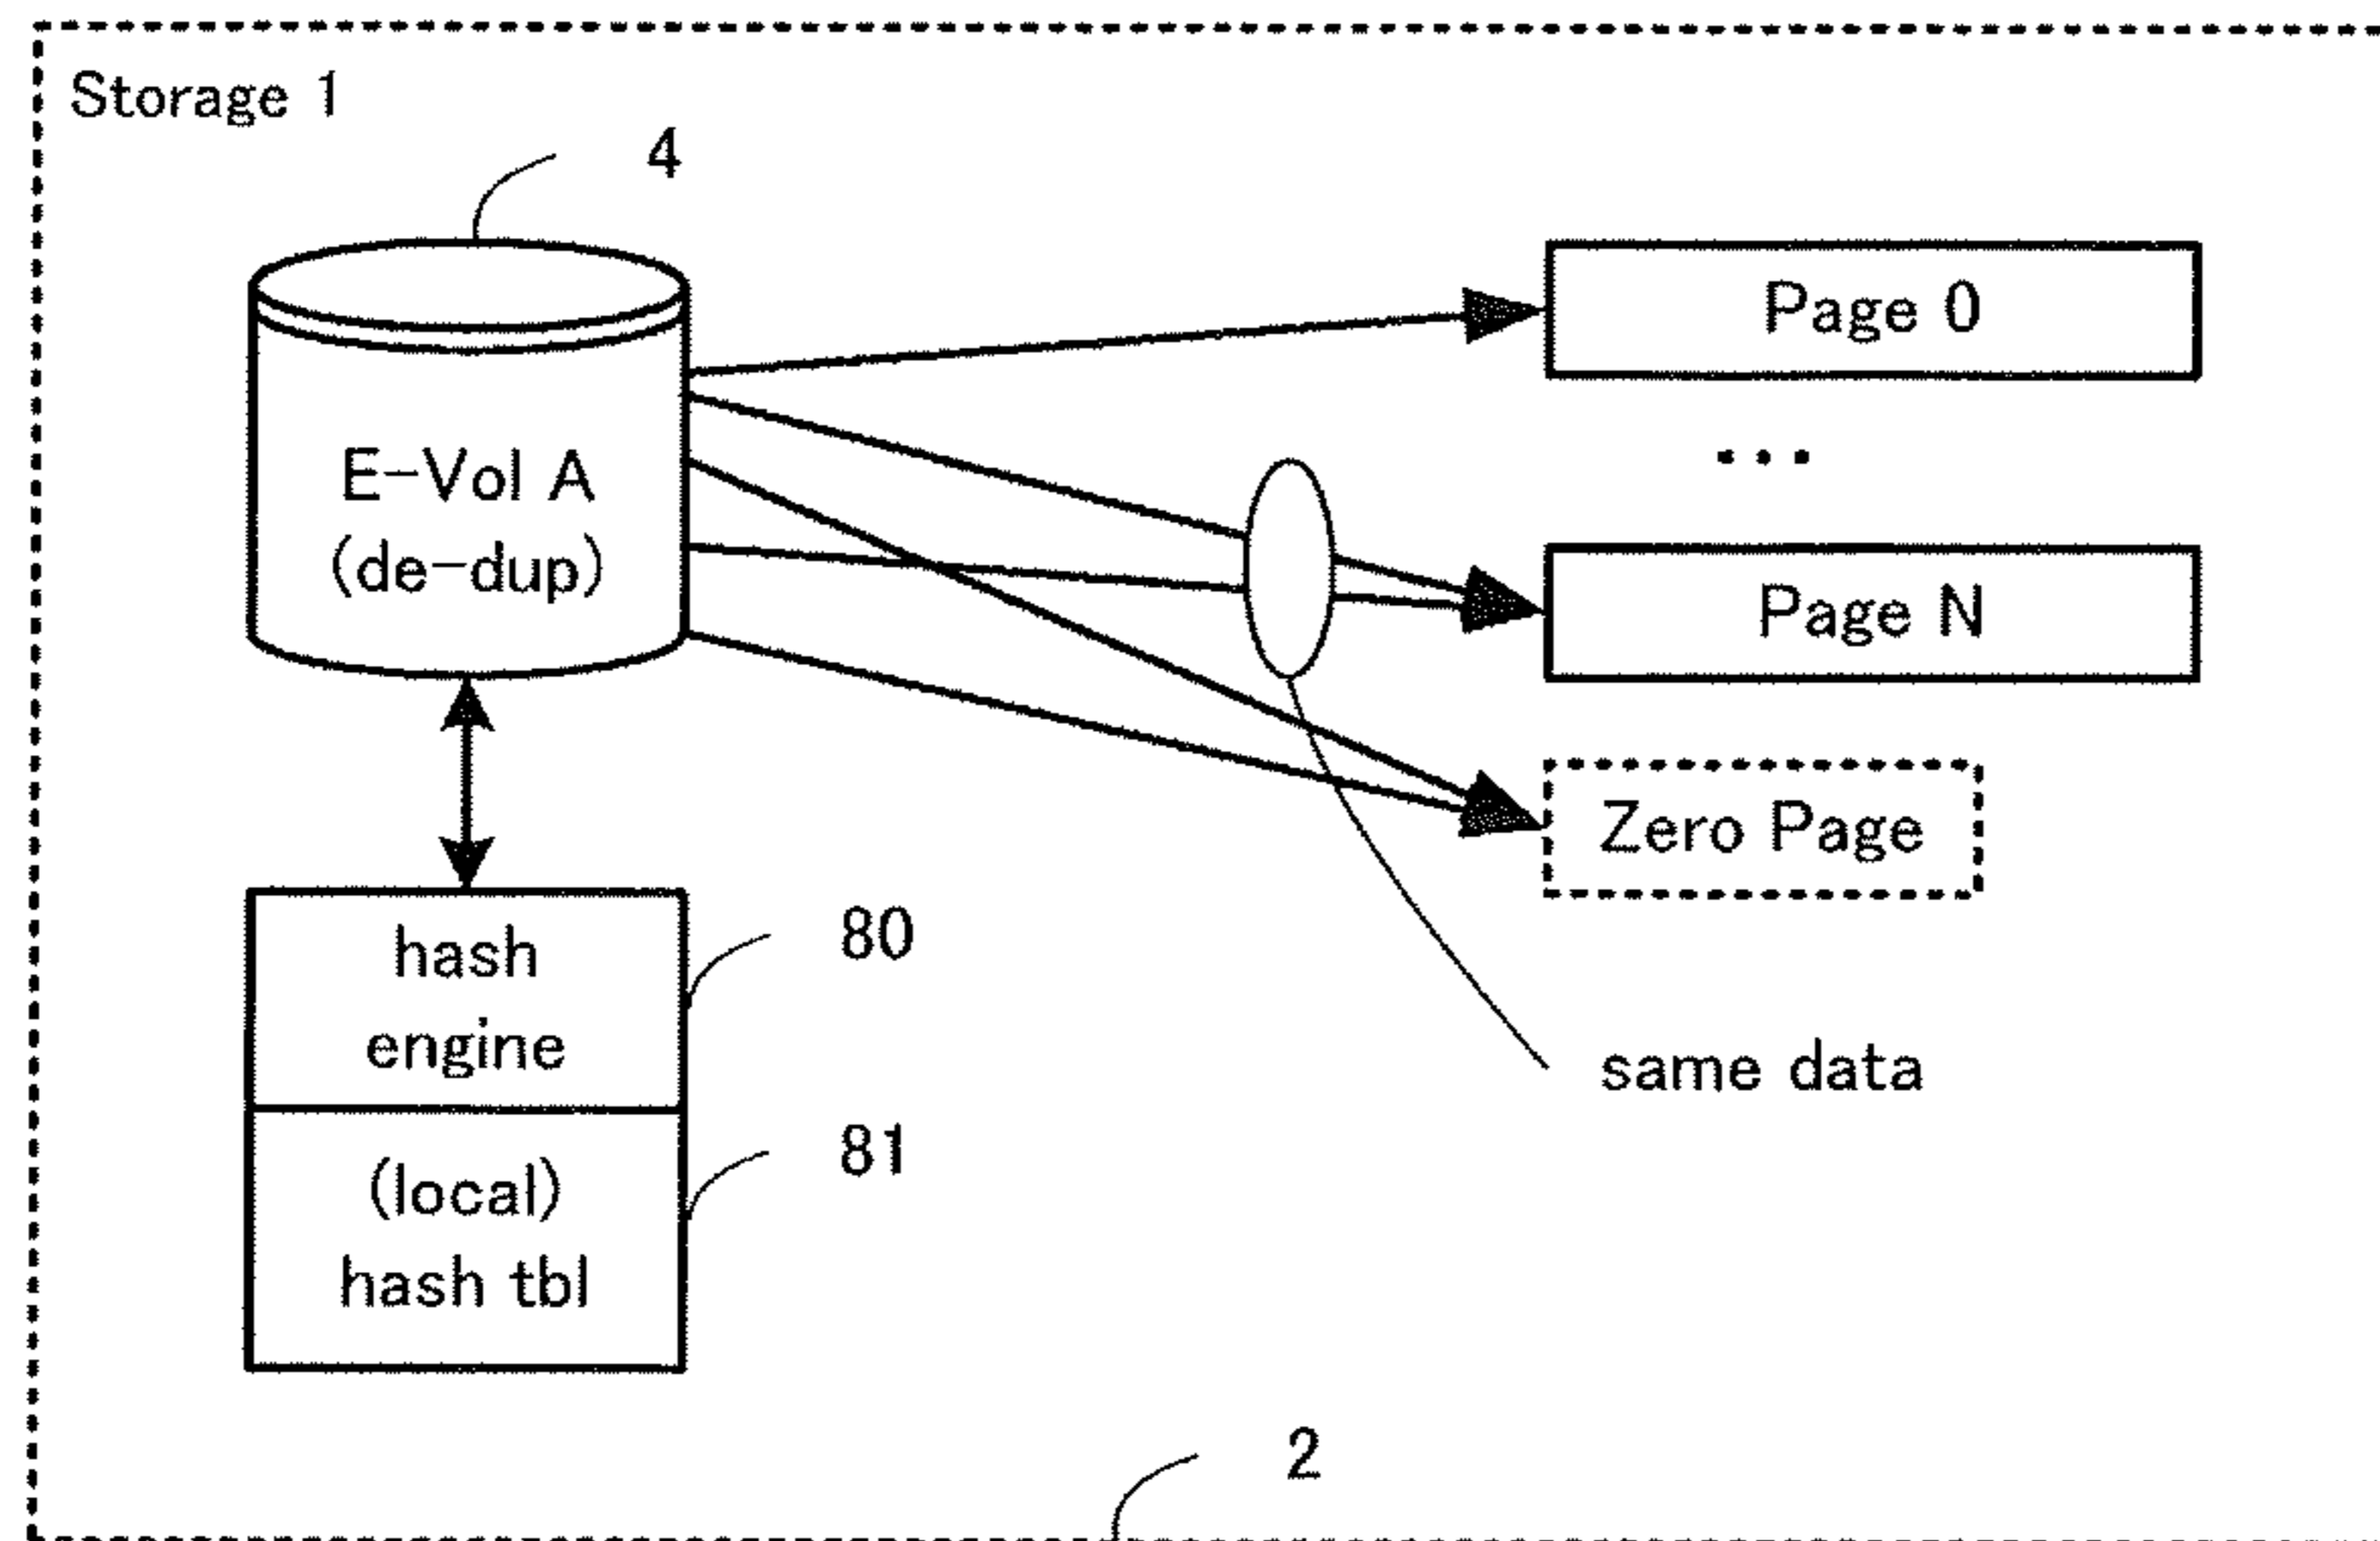 Storage 1
4
Page 0
...
E-Vol A
(de-dup)
Page N
Zero Page
hash
engine
80
same data
(local)
hash tbl
81
2